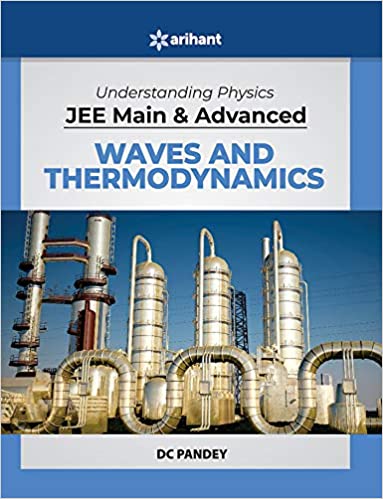 arihant
Understanding Physics
JEE Main & Advanced
WAVES AND
THERMODYNAMICS
DC PANDEY